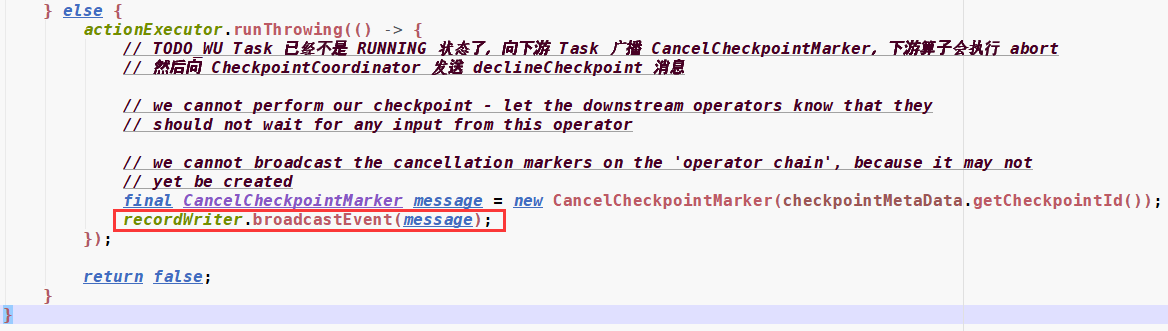 } else {
actionExecutor.runThrowing(() -> {
// TODO_WU Task 已经不是 RUNNING 状态了，向下游 Task 广播 CancelCheckpointMarker，下游算子会执行 abort
// 然后向 CheckpointCoordinator 发送 declineCheckpoint 消息
// we cannot perform our checkpoint - let the downstream operators know that they
// should not wait for any input from this operator
// we cannot broadcast the cancellation markers on the 'operator chain', because it may not
// yet be created
final CancelCheckpointMarker message = new CancelCheckpointMarker(checkpointMetaData.getCheckpointId());
recordWriter.broadcastEvent(message);
});
return false;
}
}